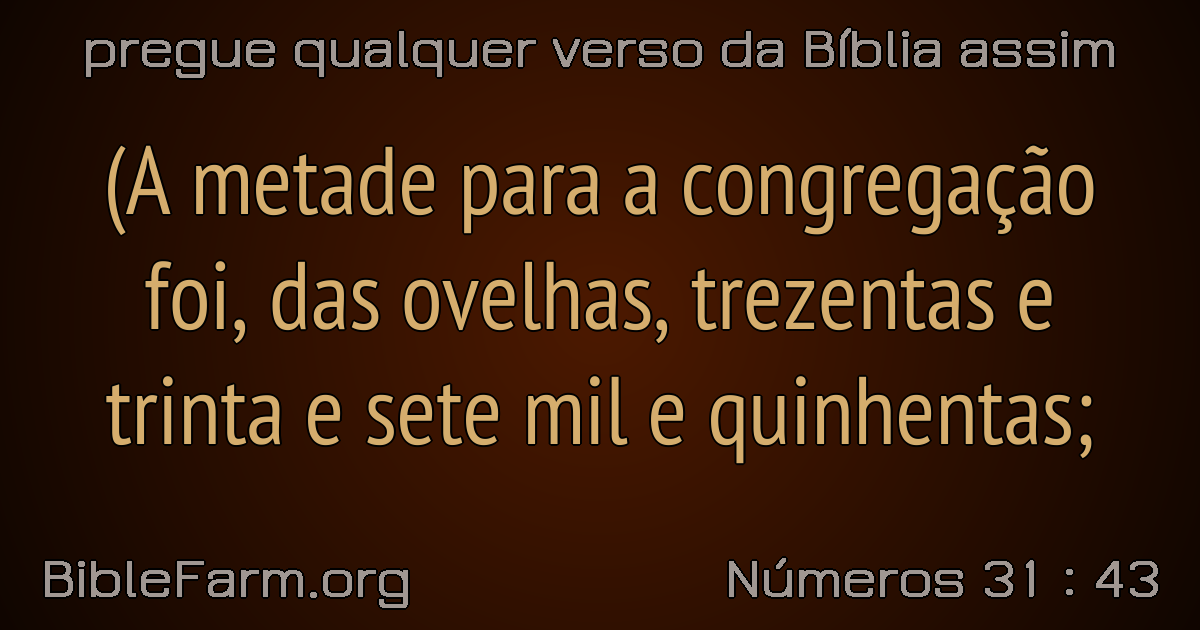 pregue qualquer verso da Bíblia assim
(A metade para a congregação
foi, das ovelhas, trezentas e
trinta e sete mil e quinhentas;
BibleFarm.org
Números 31 : 43